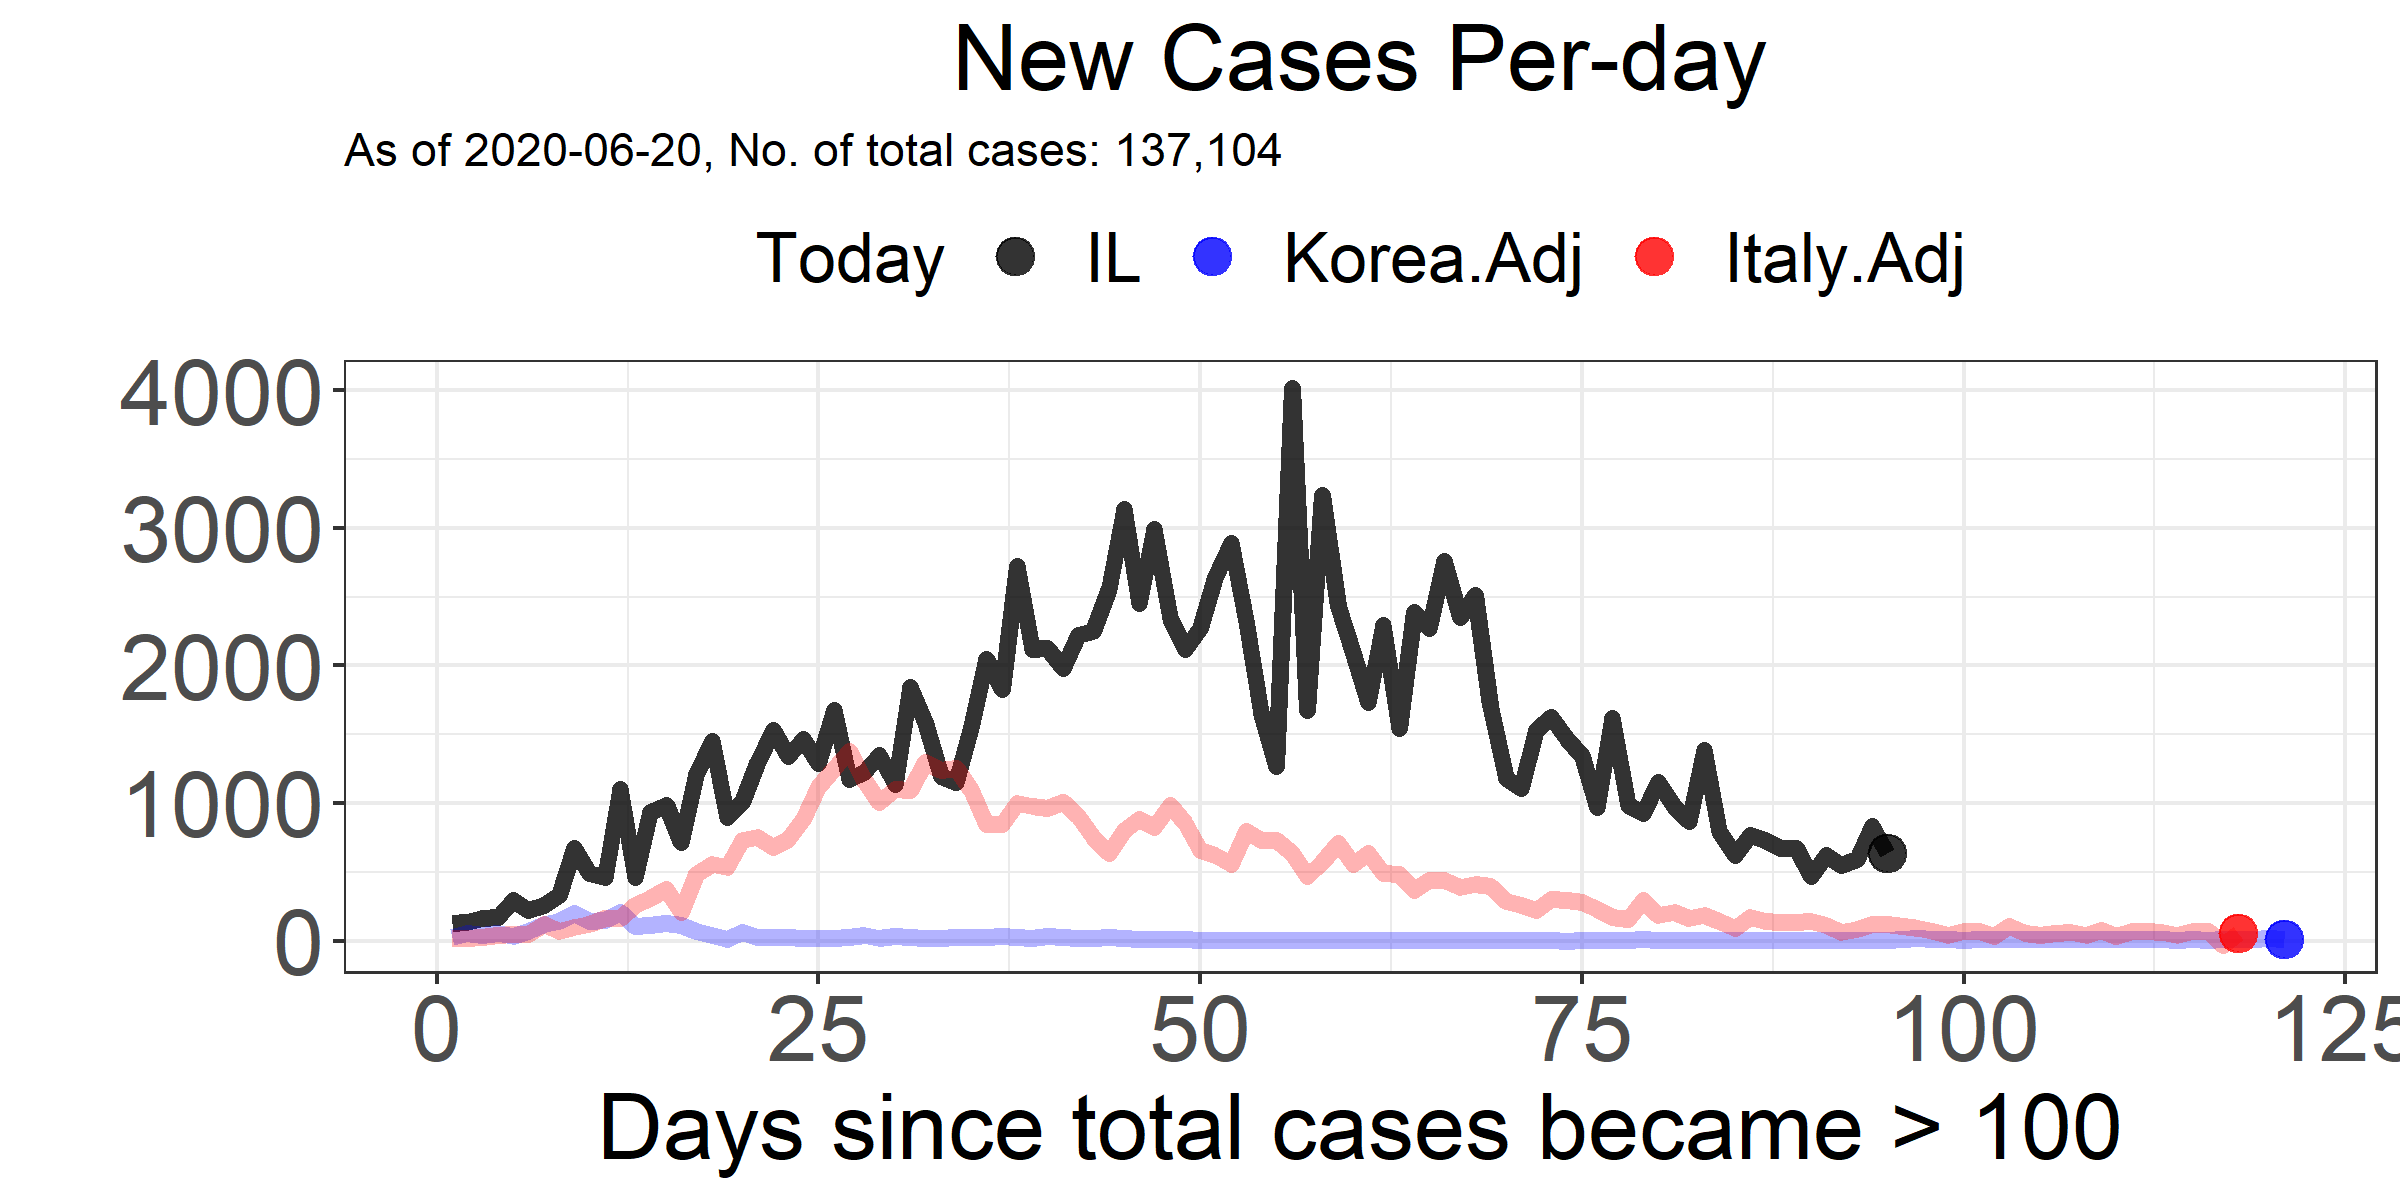 New Cases Per-day
As of 2020-06-20, No. of total cases: 137,104
Today IL Korea.Adj Italy.Adj
4000
3000
2000
1000
0
0 25 50 75 100 125
Days since total cases became > 100